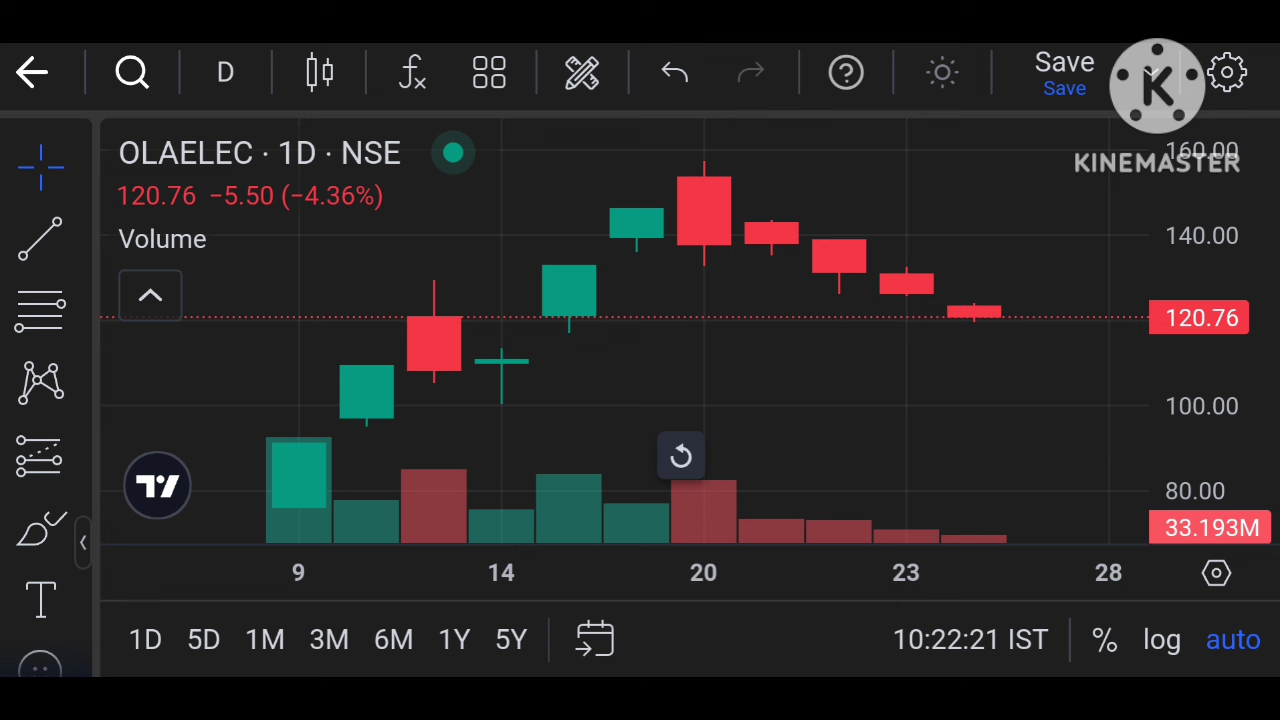 D
Save
Save
160.00
KINEMASTER
OLAELEC · 1D · NSE
120.76 −5.50 (−4.36%)
Volume
140.00
120.76
100.00
80.00
33.193M
9 14 20 23 28
1D 5D 1M 3M 6M 1Y 5Y 10:22:21 IST % log auto